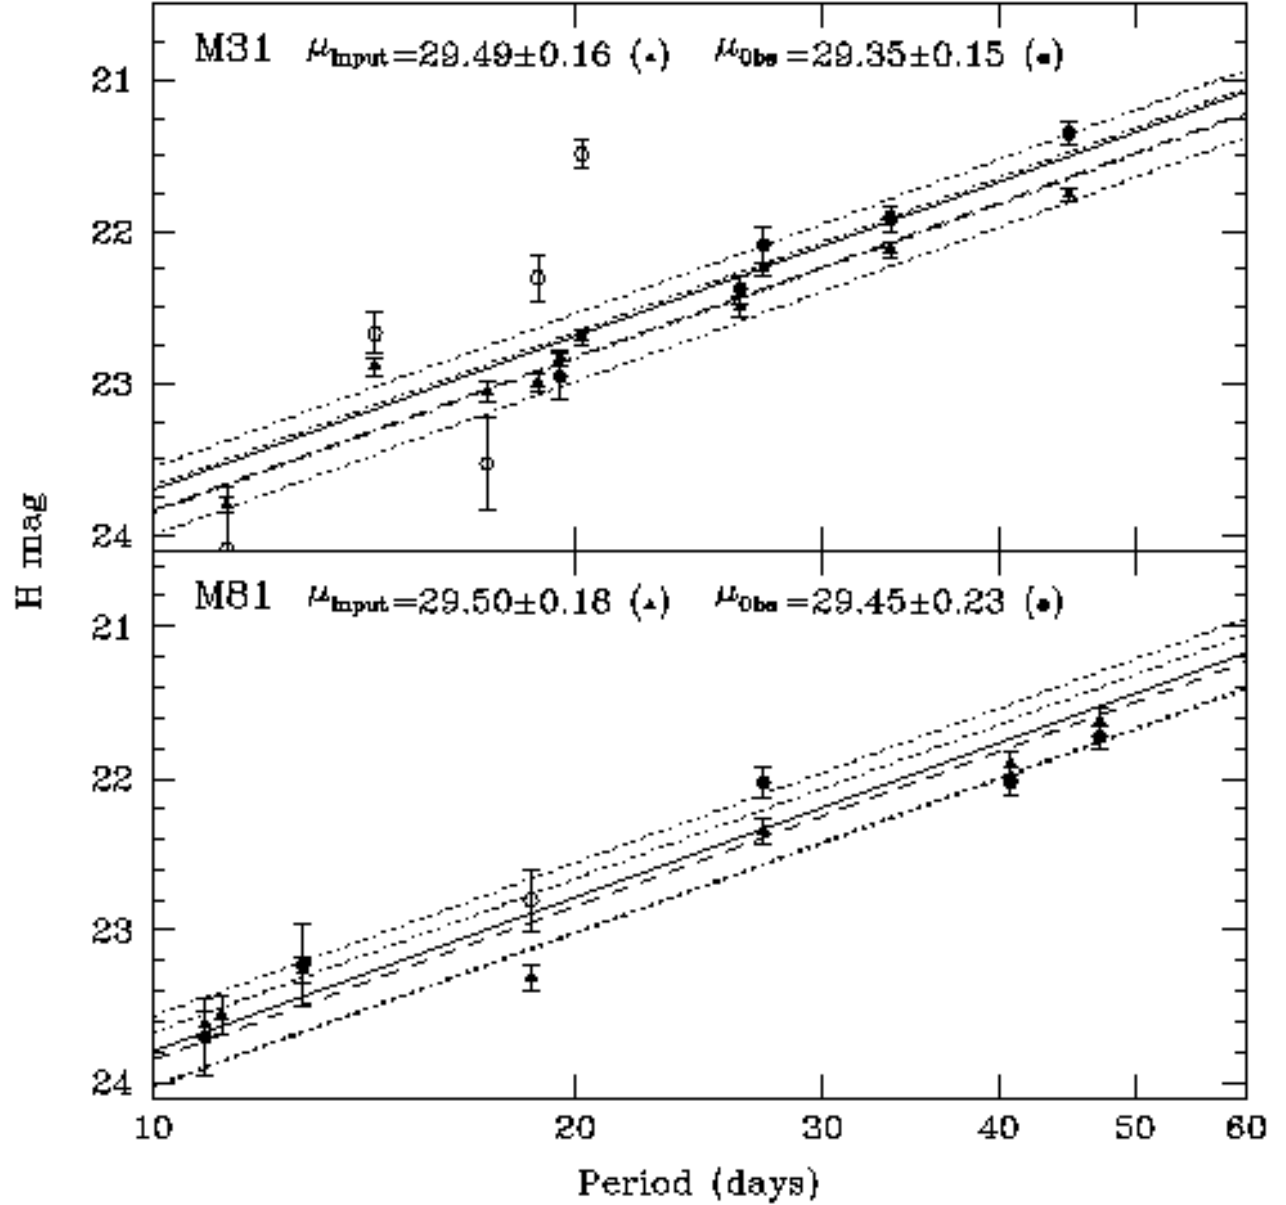 M31 μInput=29.49±0.16 (▲) μObs=29.35±0.15 (●)
21
22
23
24
H mag
M81 μInput=29.50±0.18 (▲) μObs=29.45±0.23 (●)
21
22
23
24
10 20 30 40 50 60
Period (days)